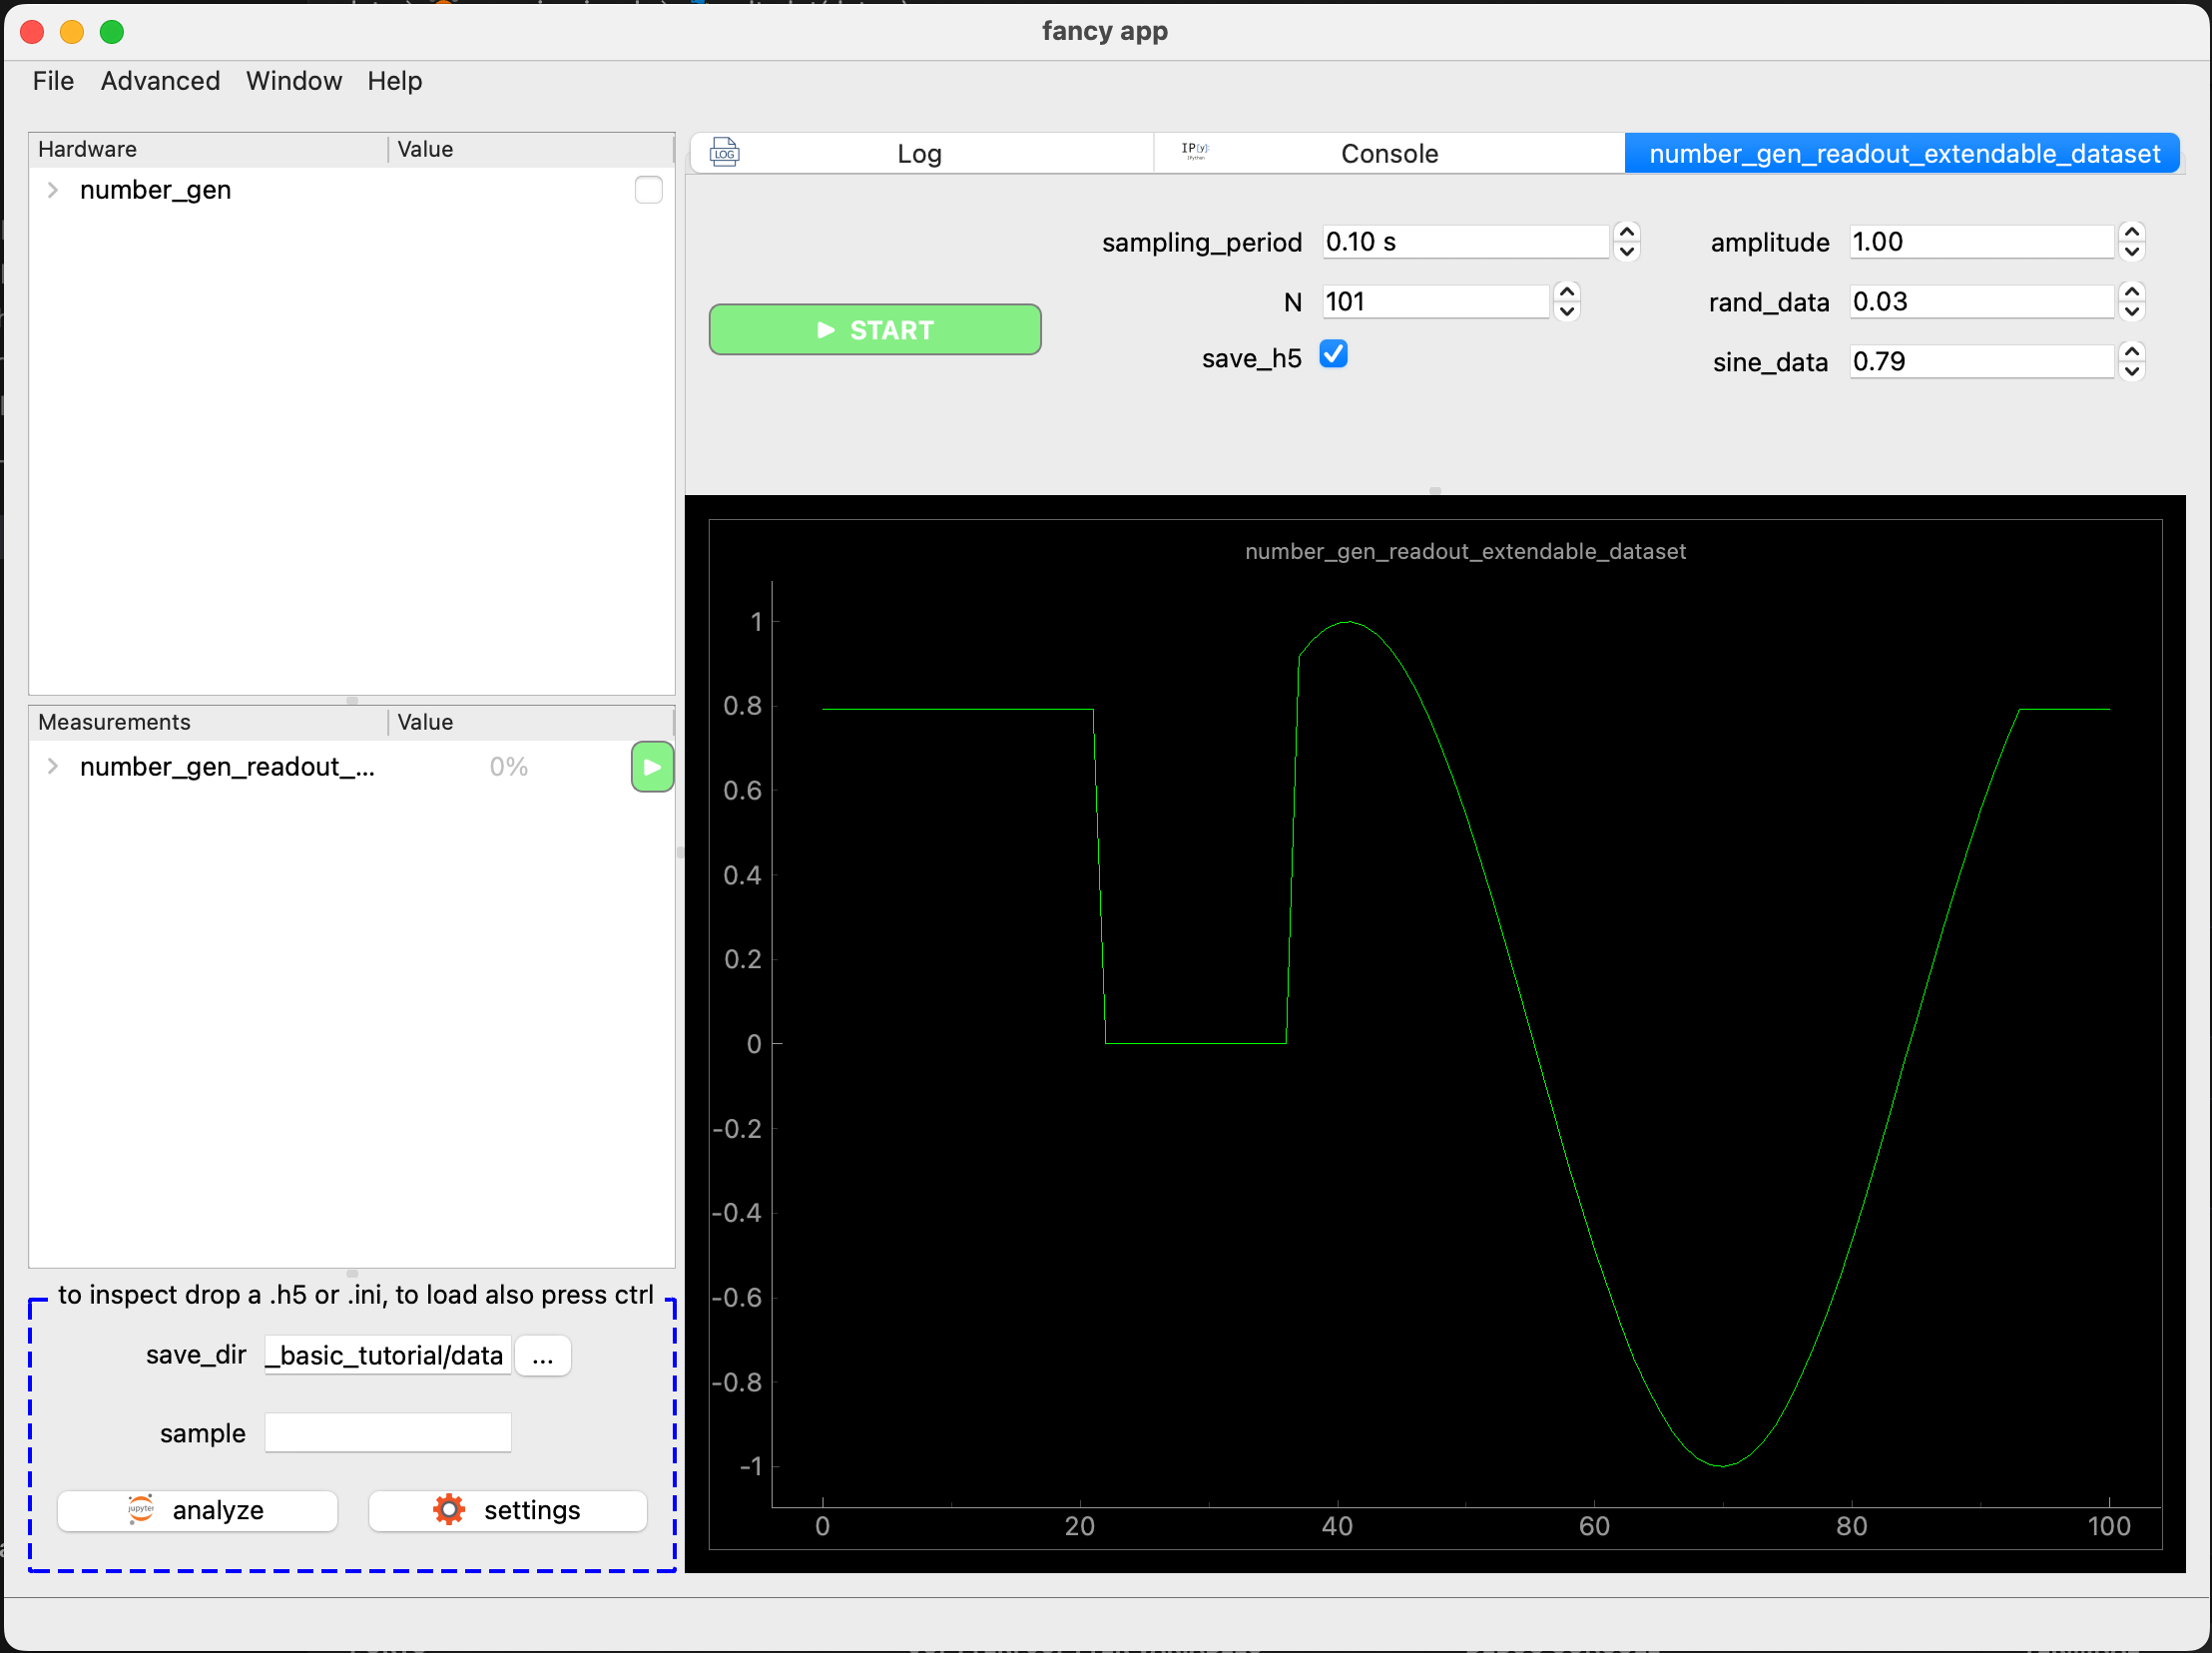 fancy app
File Advanced Window Help
Hardware Value
number_gen
Measurements Value
number_gen_readout_... 0%
to inspect drop a .h5 or .ini, to load also press ctrl
save_dir _basic_tutorial/data ...
sample
jupyter analyze settings
LOG Log IP[y]: IPython Console number_gen_readout_extendable_dataset
sampling_period 0.10 s amplitude 1.00
N 101 rand_data 0.03
START
save_h5 sine_data 0.79
number_gen_readout_extendable_dataset
1
0.8
0.6
0.4
0.2
0
-0.2
-0.4
-0.6
-0.8
-1
0 20 40 60 80 100